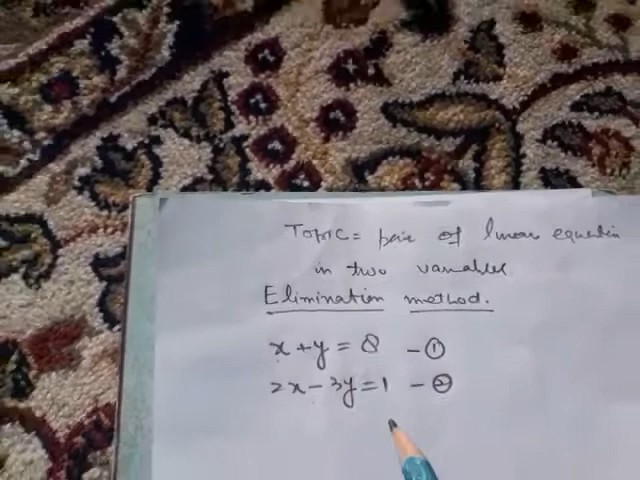 Topic = pair of linear equation
in two variables
Elimination method.
x + y = 8 - ①
2x - 3y = 1 - ②